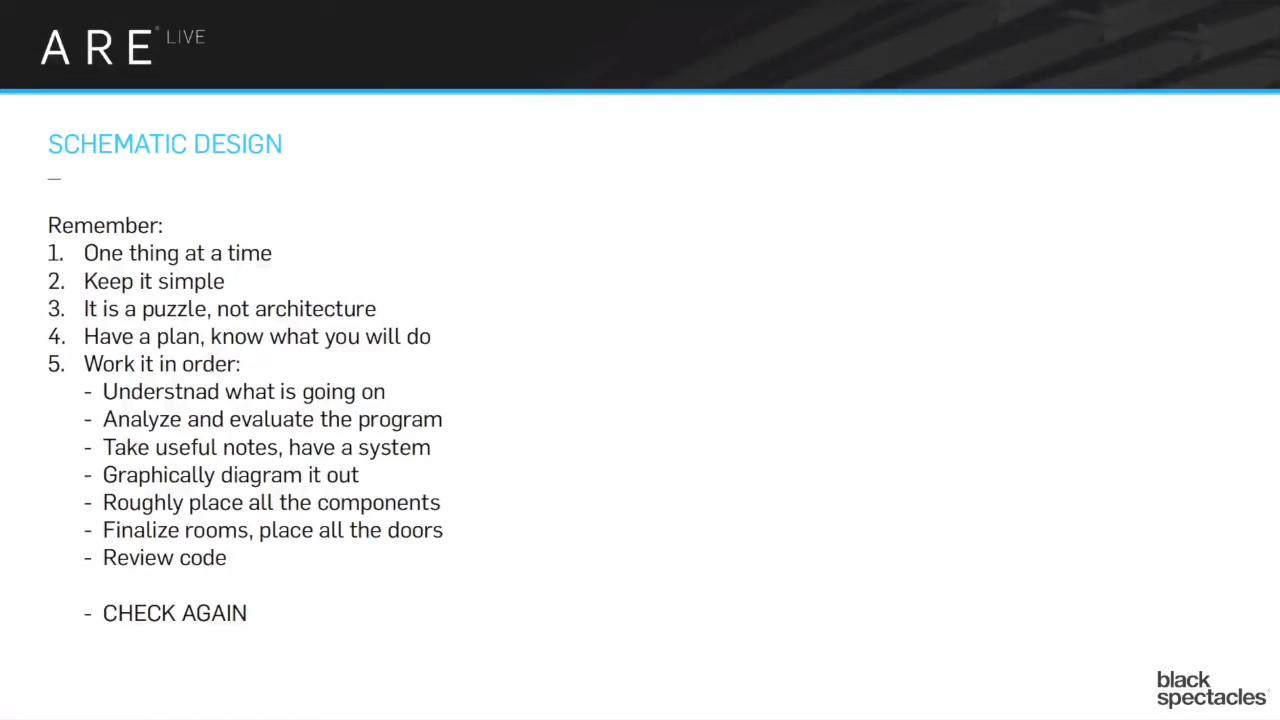 ARE® LIVE
SCHEMATIC DESIGN
—
Remember:
1. One thing at a time
2. Keep it simple
3. It is a puzzle, not architecture
4. Have a plan, know what you will do
5. Work it in order:
- Understnad what is going on
- Analyze and evaluate the program
- Take useful notes, have a system
- Graphically diagram it out
- Roughly place all the components
- Finalize rooms, place all the doors
- Review code
- CHECK AGAIN
black
spectacles